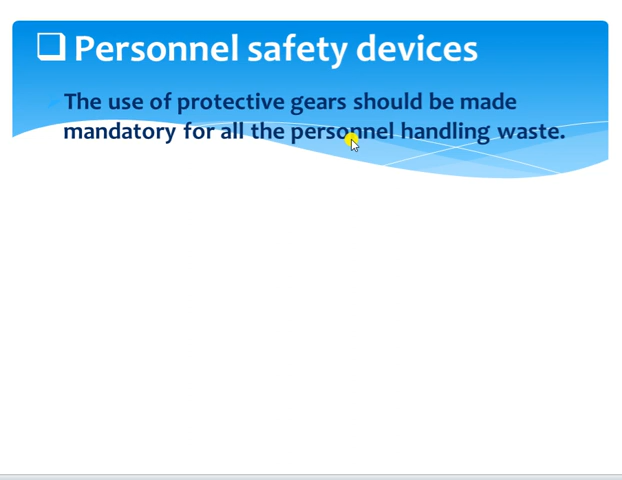 ❑ Personnel safety devices
The use of protective gears should be made
mandatory for all the personnel handling waste.